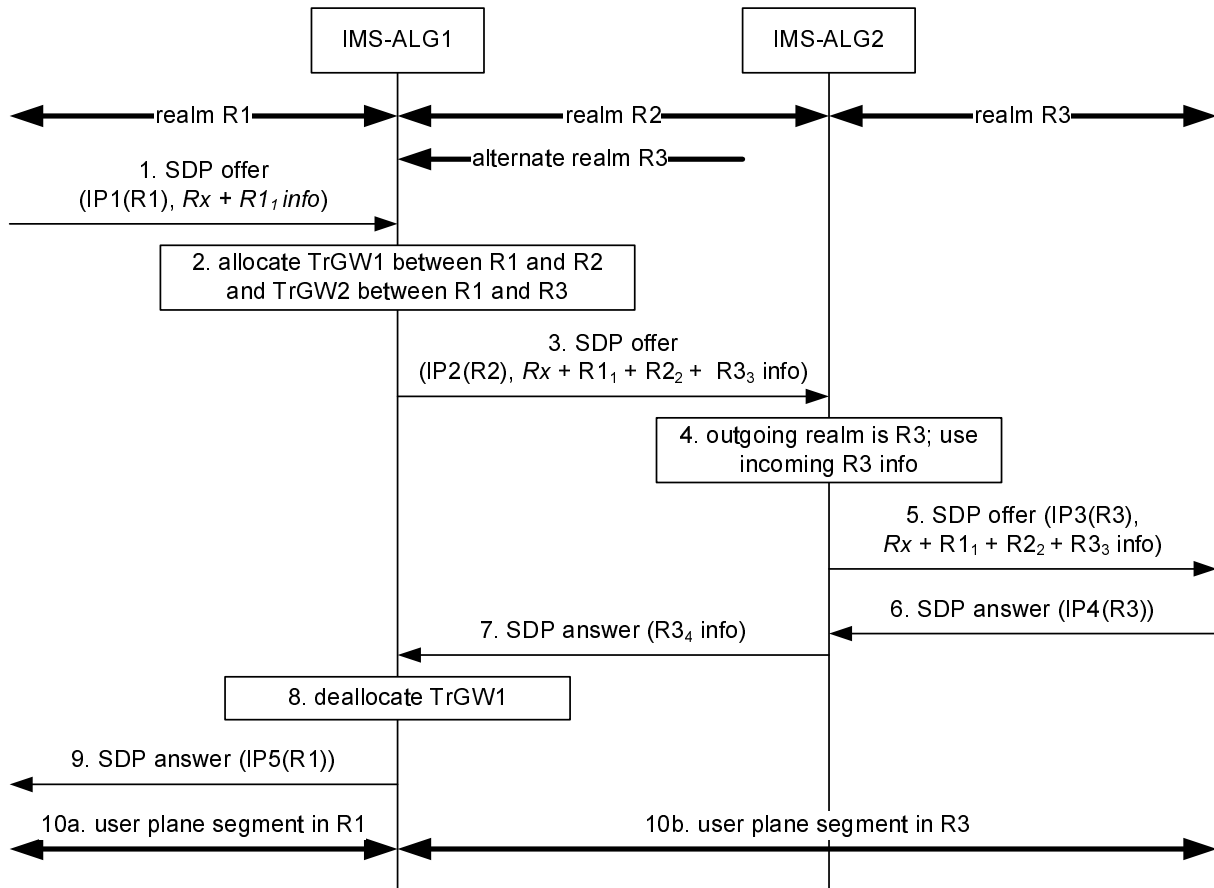 IMS-ALG1
IMS-ALG2
realm R1
realm R2
realm R3
alternate realm R3
1. SDP offer
(IP1(R1), Rx + R1₁ info)
2. allocate TrGW1 between R1 and R2
and TrGW2 between R1 and R3
3. SDP offer
(IP2(R2), Rx + R1₁ + R2₂ + R3₃ info)
4. outgoing realm is R3; use
incoming R3 info
5. SDP offer (IP3(R3),
Rx + R1₁ + R2₂ + R3₃ info)
6. SDP answer (IP4(R3))
7. SDP answer (R3₄ info)
8. deallocate TrGW1
9. SDP answer (IP5(R1))
10a. user plane segment in R1
10b. user plane segment in R3